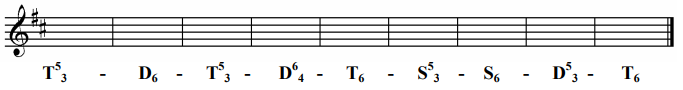 T⁵₃ - D₆ - T⁵₃ - D⁶₄ - T₆ - S⁵₃ - S₆ - D⁵₃ - T₆